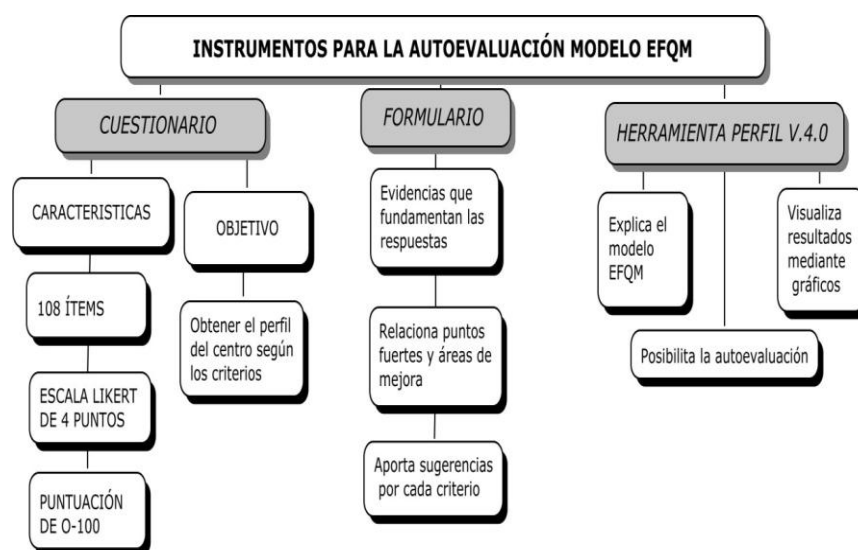 INSTRUMENTOS PARA LA AUTOEVALUACIÓN MODELO EFQM
CUESTIONARIO
CARACTERISTICAS
108 ÍTEMS
ESCALA LIKERT
DE 4 PUNTOS
PUNTUACIÓN
DE O-100
OBJETIVO
Obtener el perfil
del centro según
los criterios
FORMULARIO
Evidencias que
fundamentan las
respuestas
Relaciona puntos
fuertes y áreas de
mejora
Aporta sugerencias
por cada criterio
HERRAMIENTA PERFIL V.4.0
Explica el
modelo
EFQM
Posibilita la autoevaluación
Visualiza
resultados
mediante
gráficos